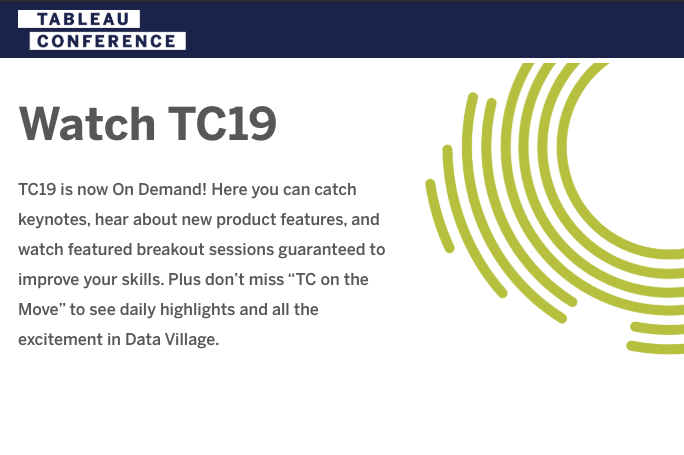 TABLEAU
CONFERENCE
Watch TC19
TC19 is now On Demand! Here you can catch
keynotes, hear about new product features, and
watch featured breakout sessions guaranteed to
improve your skills. Plus don’t miss “TC on the
Move” to see daily highlights and all the
excitement in Data Village.